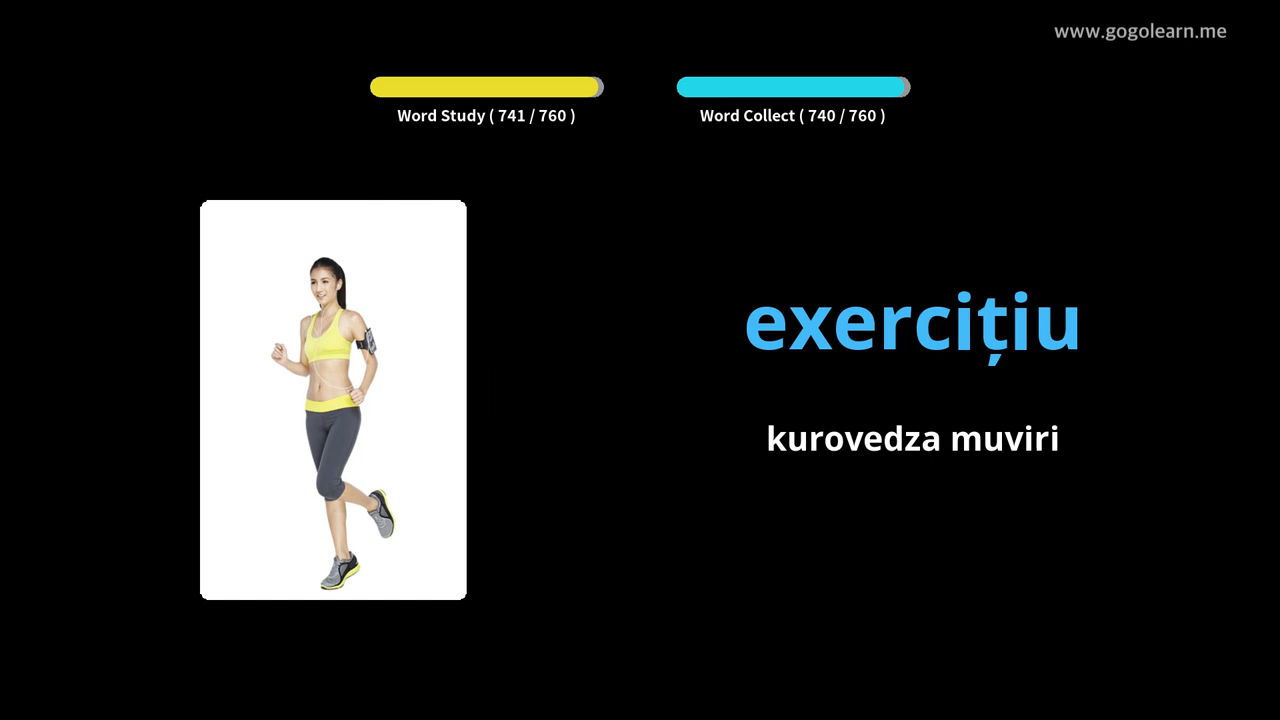 www.gogolearn.me
Word Study ( 741 / 760 )
Word Collect ( 740 / 760 )
exercițiu
kurovedza muviri